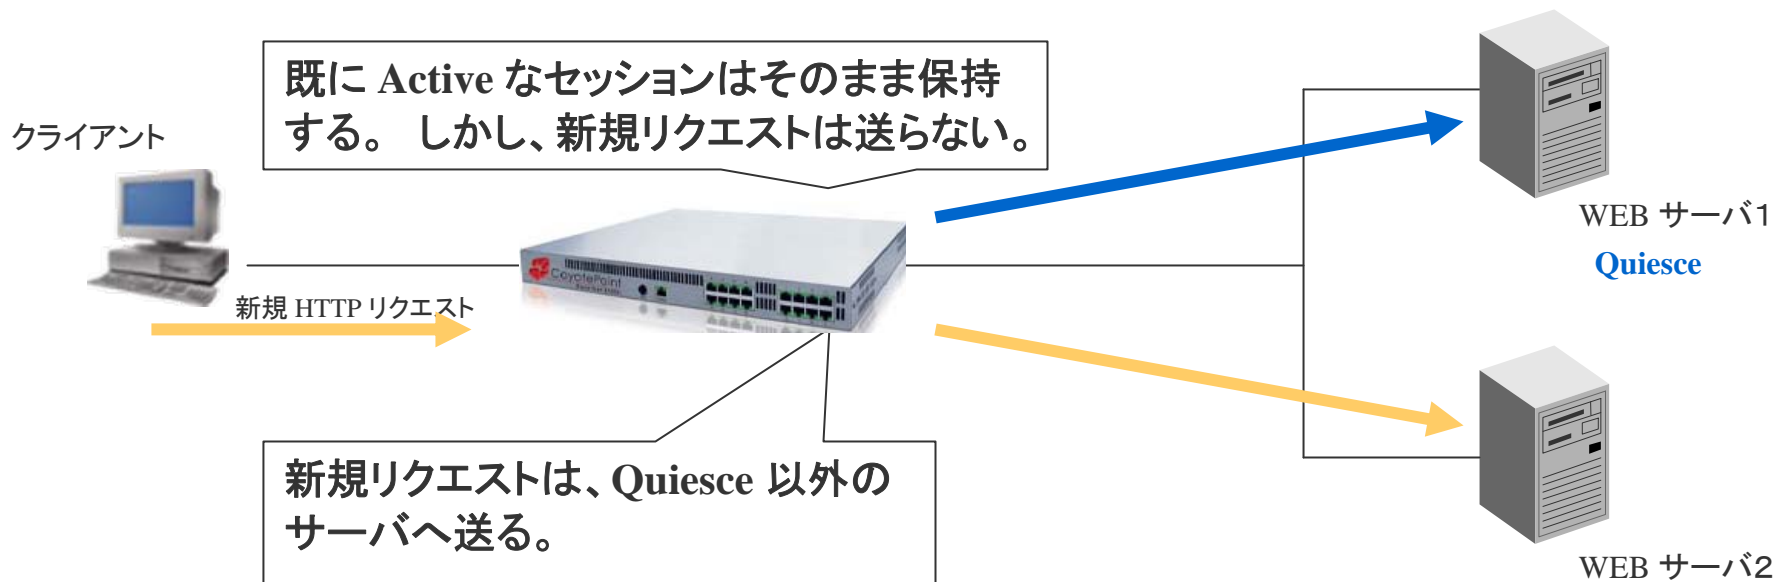 既に Active なセッションはそのまま保持
する。 しかし、新規リクエストは送らない。
クライアント
新規 HTTP リクエスト
CoyotePoint
WEB サーバ1
Quiesce
新規リクエストは、Quiesce 以外の
サーバへ送る。
WEB サーバ2